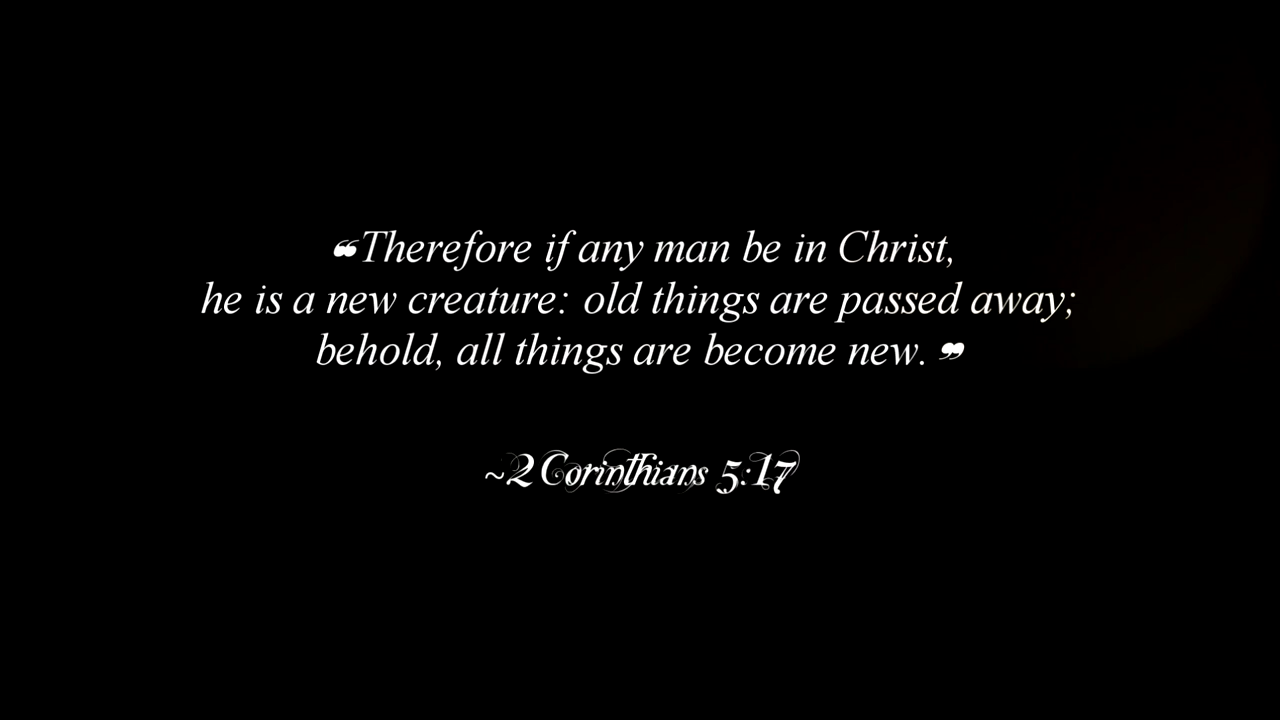 ❝Therefore if any man be in Christ,
he is a new creature: old things are passed away;
behold, all things are become new. ❞
~2 Corinthians 5:17